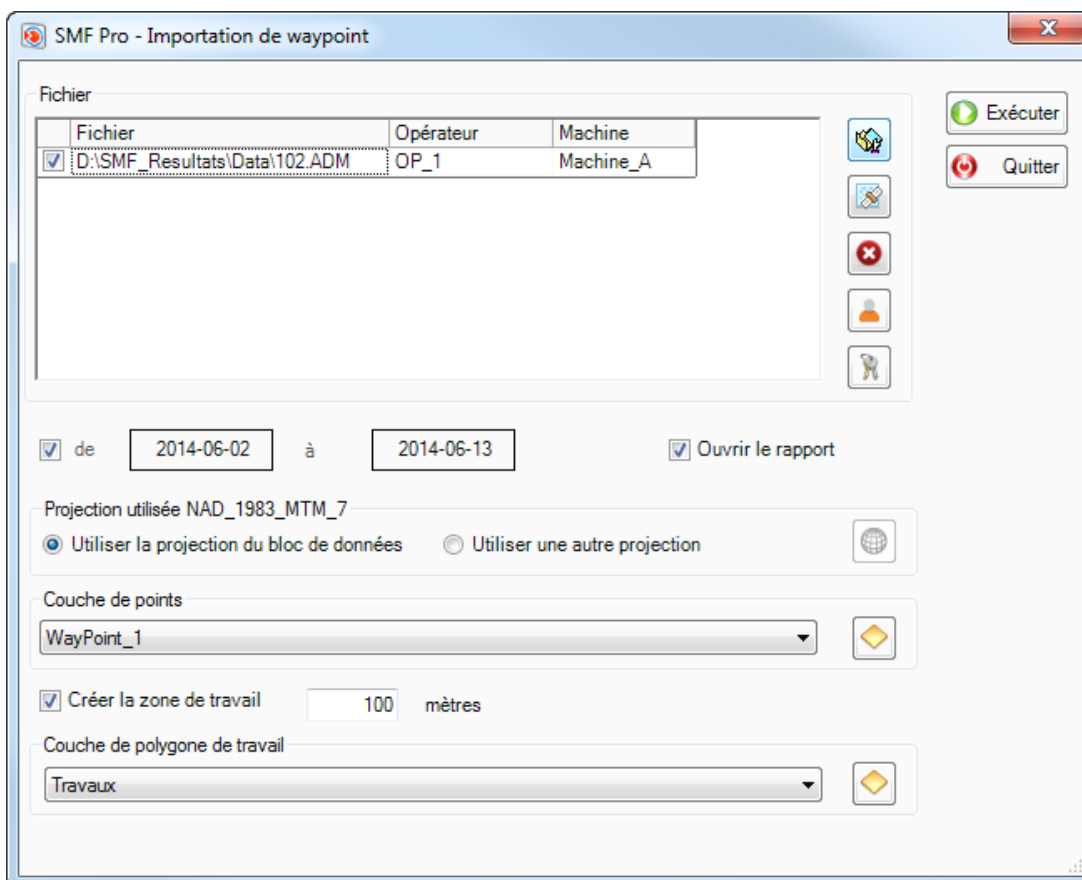 SMF Pro - Importation de waypoint
Fichier
Fichier Opérateur Machine
D:\SMF_Resultats\Data\102.ADM OP_1 Machine_A
Exécuter
Quitter
de 2014-06-02 à 2014-06-13 Ouvrir le rapport
Projection utilisée NAD_1983_MTM_7
Utiliser la projection du bloc de données Utiliser une autre projection
Couche de points
WayPoint_1
Créer la zone de travail 100 mètres
Couche de polygone de travail
Travaux